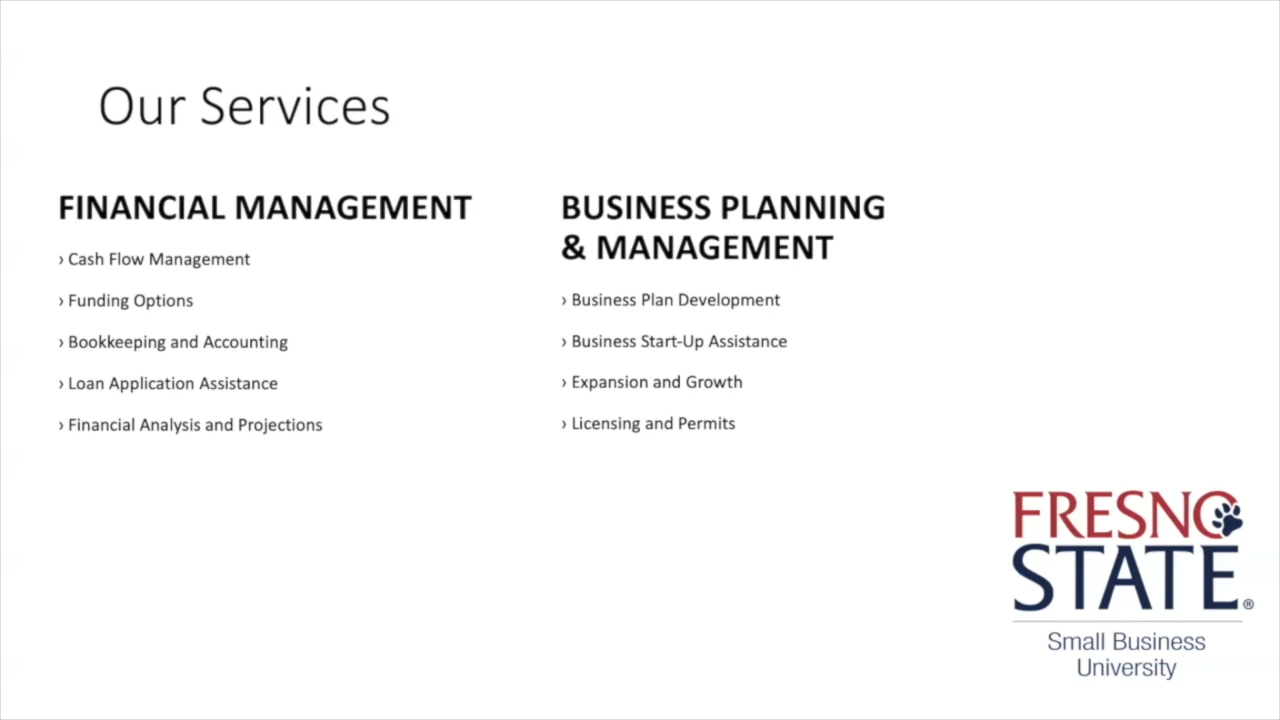 Our Services
FINANCIAL MANAGEMENT
› Cash Flow Management
› Funding Options
› Bookkeeping and Accounting
› Loan Application Assistance
› Financial Analysis and Projections
BUSINESS PLANNING
& MANAGEMENT
› Business Plan Development
› Business Start-Up Assistance
› Expansion and Growth
› Licensing and Permits
FRESNO
STATE®
Small Business
University